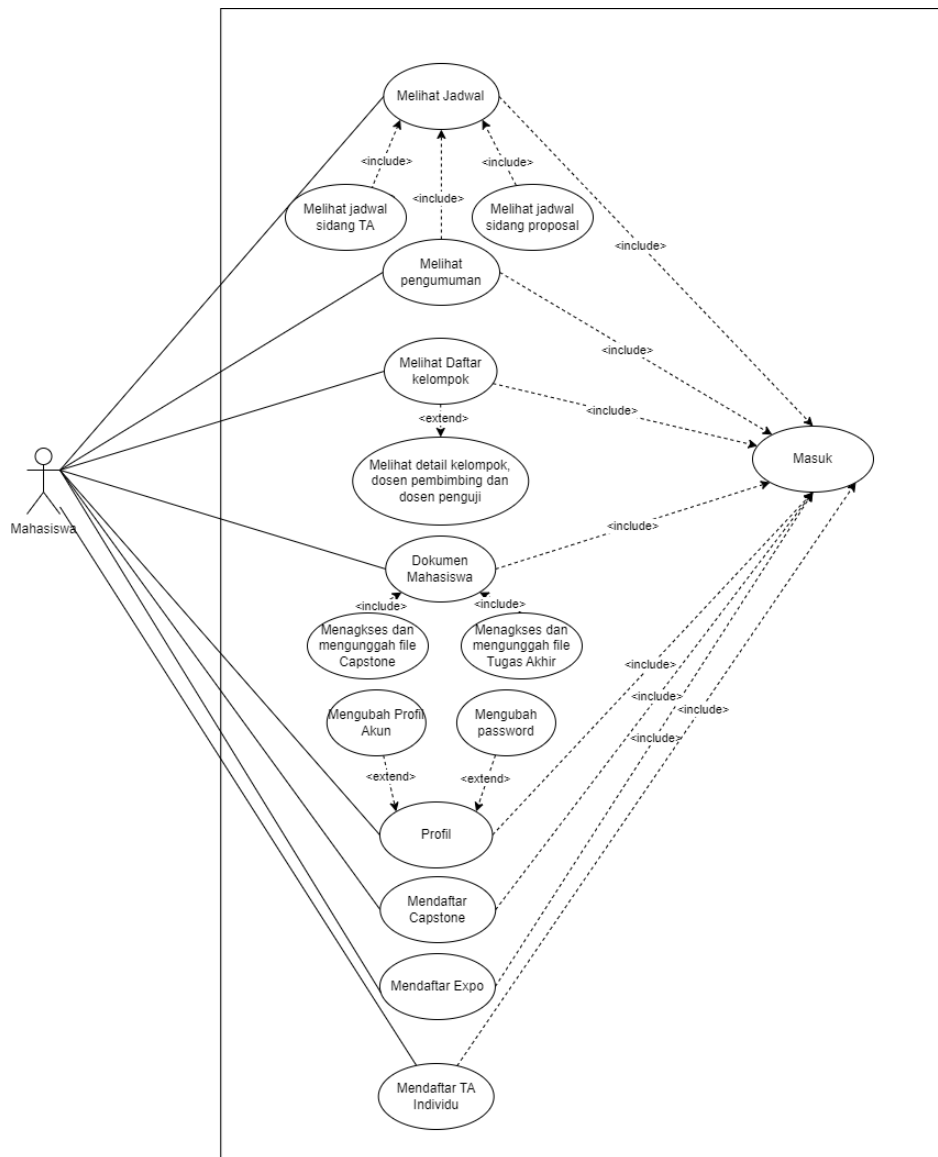 Melihat Jadwal
<include>
<include>
<include>
Melihat jadwal
sidang TA
Melihat jadwal
sidang proposal
<include>
Melihat
pengumuman
<include>
Melihat Daftar
kelompok
<include>
<extend>
Melihat detail kelompok,
dosen pembimbing dan
dosen penguji
Masuk
Mahasiswa
<include>
Dokumen
Mahasiswa
<include>
<include>
Menagkses dan
mengunggah file
Capstone
Menagkses dan
mengunggah file
Tugas Akhir
<include>
<include>
<include>
<include>
Mengubah Profil
Akun
Mengubah
password
<extend>
<extend>
Profil
Mendaftar
Capstone
Mendaftar Expo
Mendaftar TA
Individu